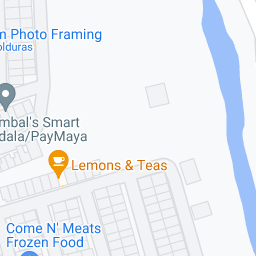 m Photo Framing
olduras
mbal's Smart
dala/PayMaya
Lemons & Teas
Come N' Meats
Frozen Food